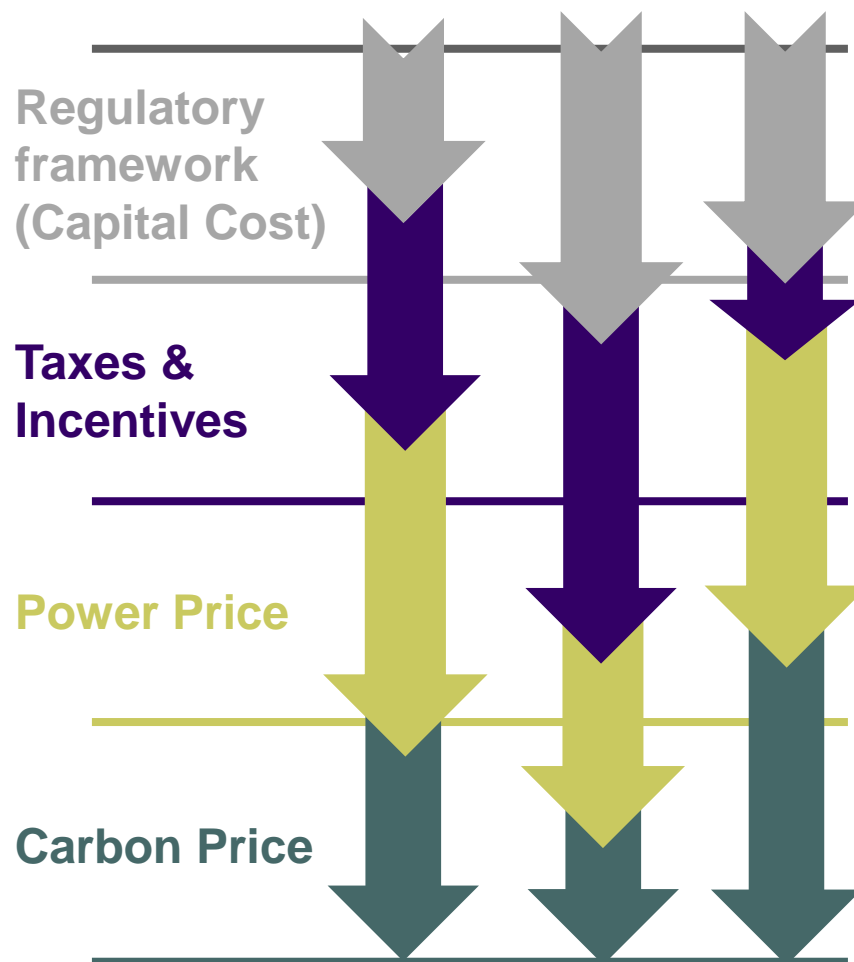 Regulatory
framework
(Capital Cost)
Taxes &
Incentives
Power Price
Carbon Price